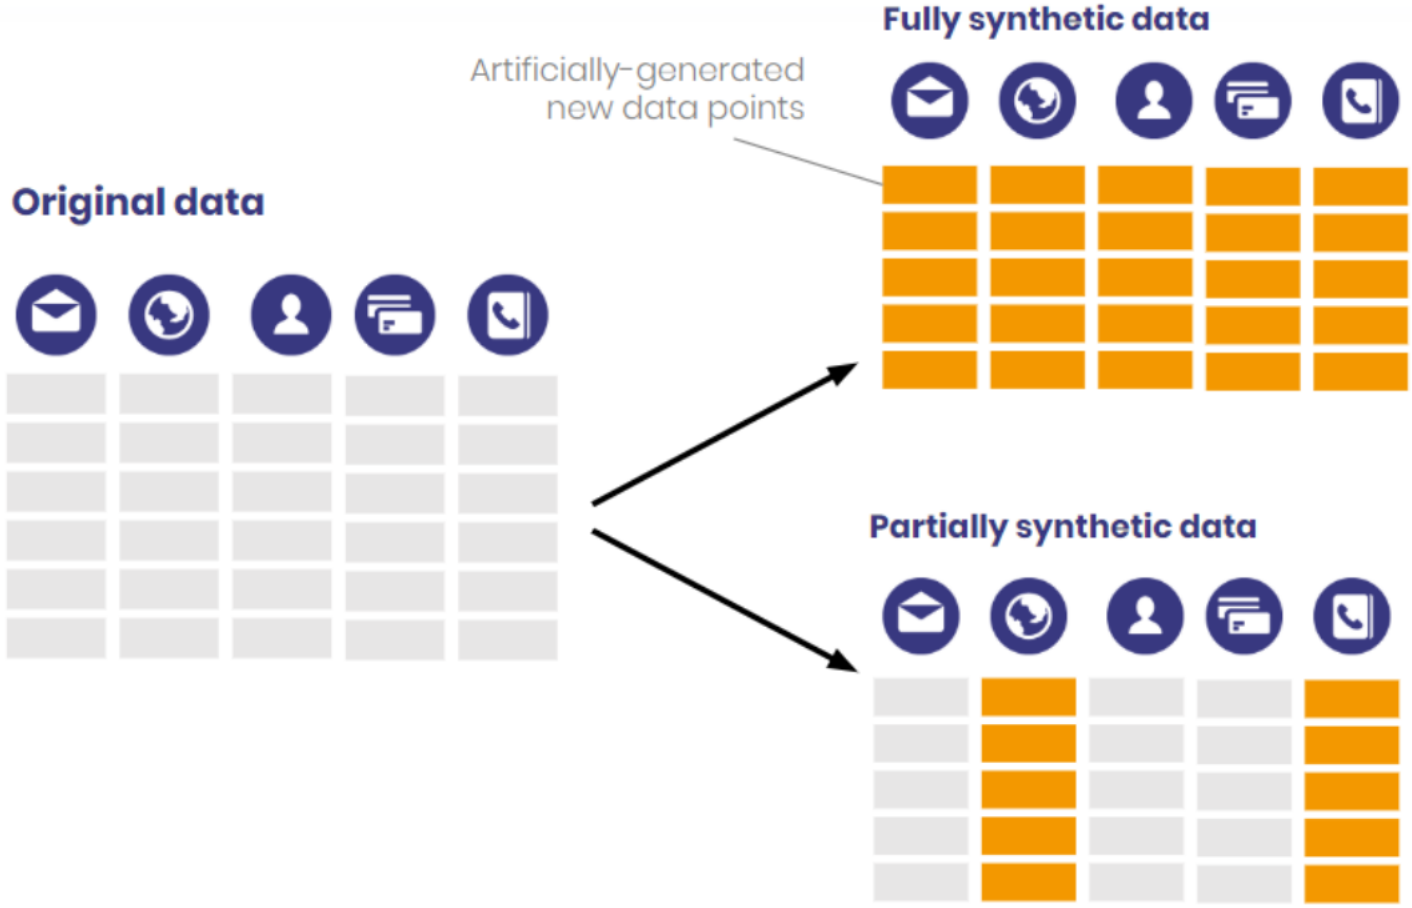 Fully synthetic data
Artificially-generated
new data points
Original data
Partially synthetic data